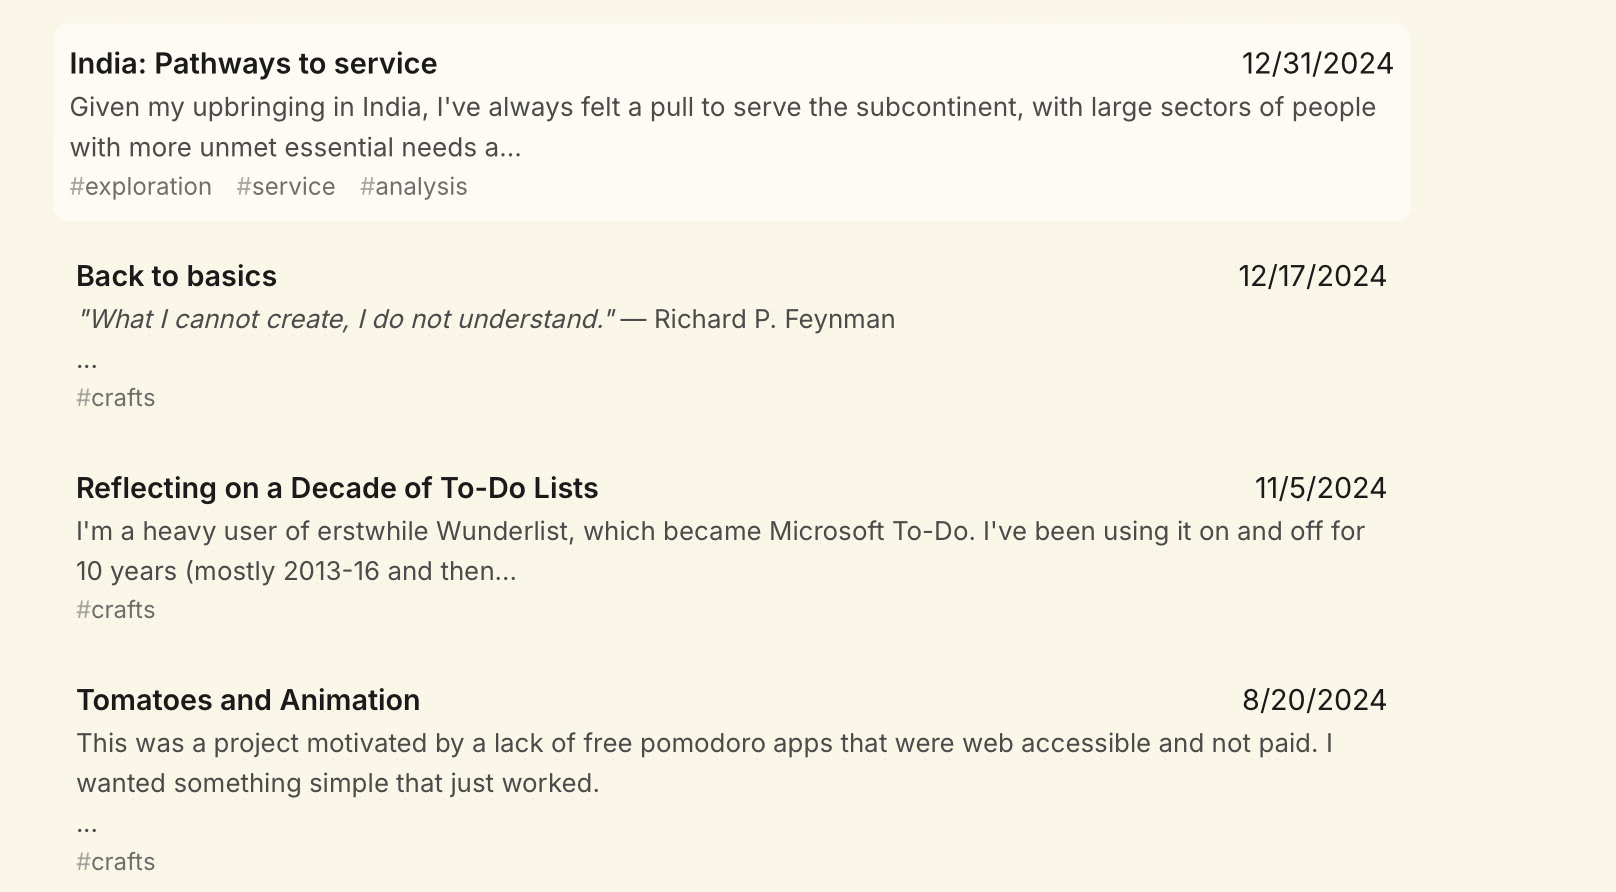 India: Pathways to service 12/31/2024
Given my upbringing in India, I've always felt a pull to serve the subcontinent, with large sectors of people
with more unmet essential needs a...
#exploration #service #analysis
Back to basics 12/17/2024
"What I cannot create, I do not understand." — Richard P. Feynman
...
#crafts
Reflecting on a Decade of To-Do Lists 11/5/2024
I'm a heavy user of erstwhile Wunderlist, which became Microsoft To-Do. I've been using it on and off for
10 years (mostly 2013-16 and then...
#crafts
Tomatoes and Animation 8/20/2024
This was a project motivated by a lack of free pomodoro apps that were web accessible and not paid. I
wanted something simple that just worked.
...
#crafts